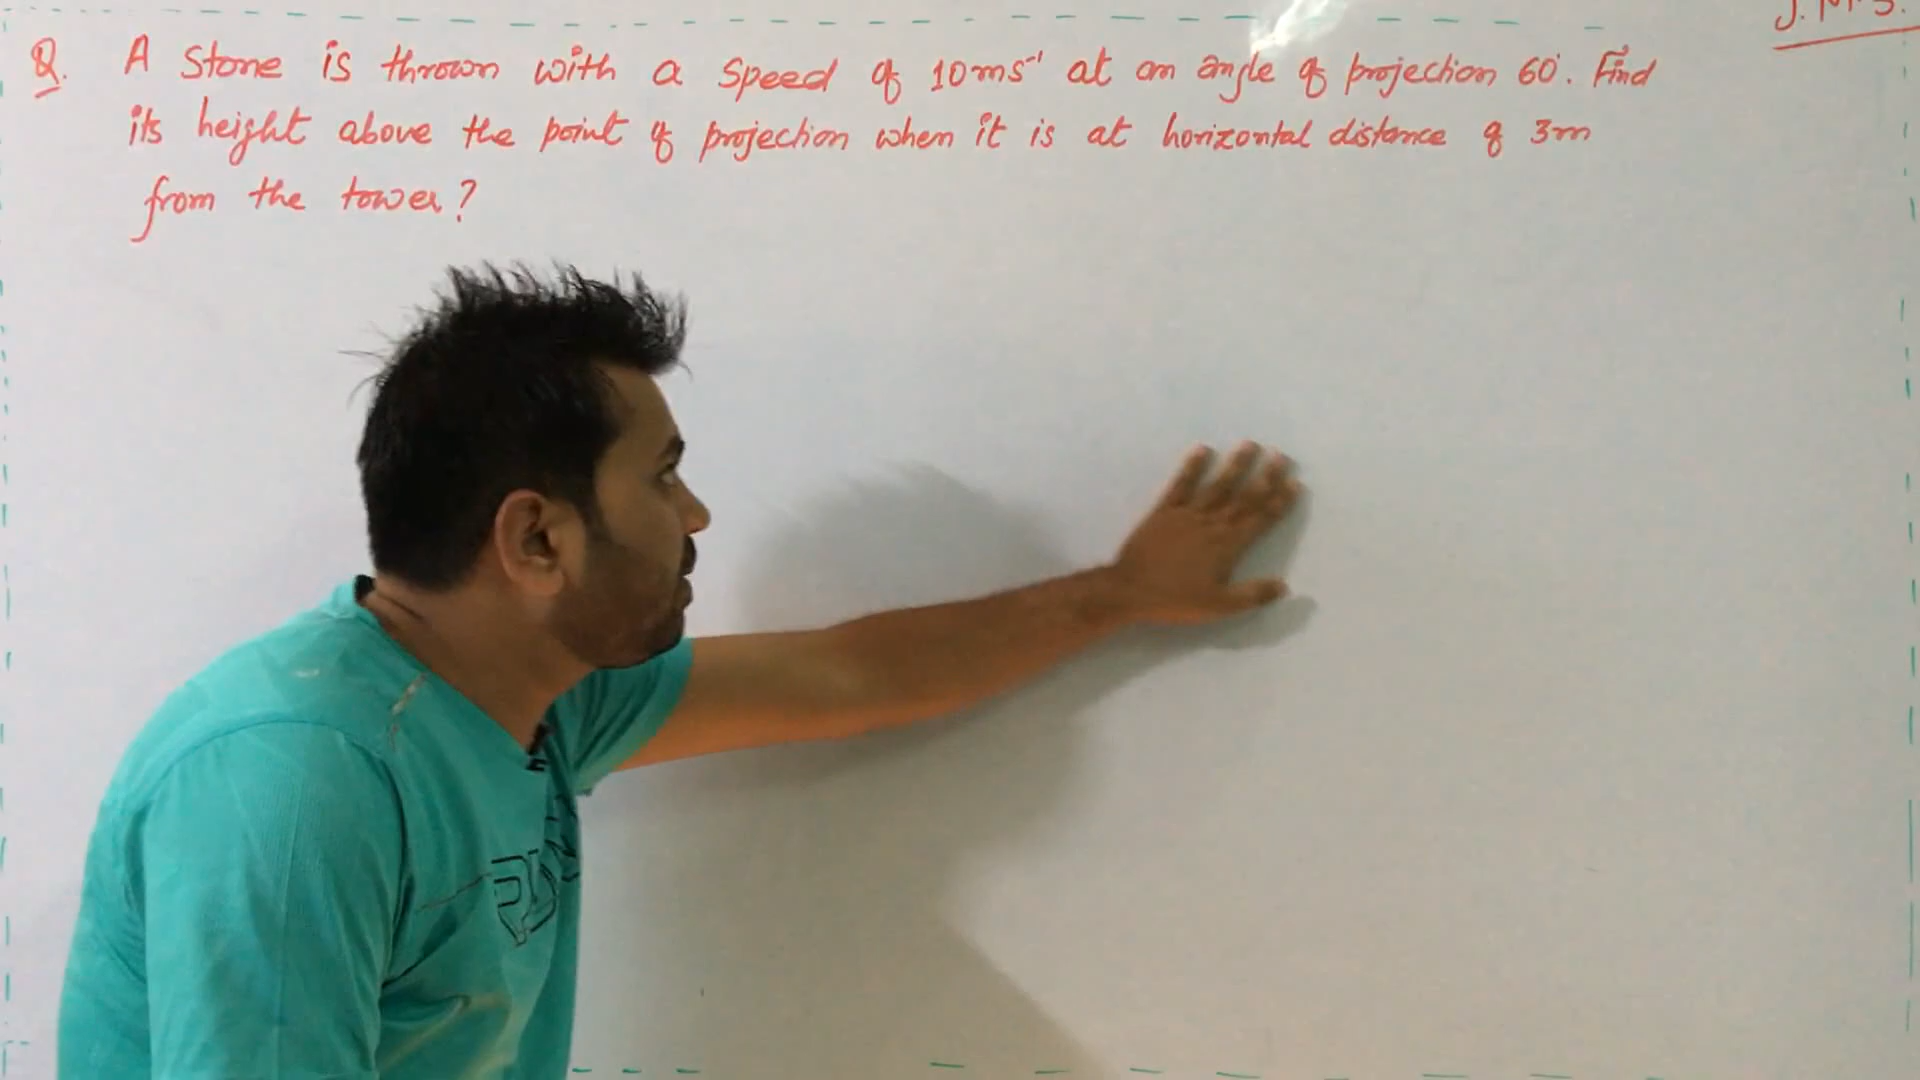 Q. A stone is thrown with a speed of 10ms⁻¹ at an angle of projection 60°. Find
its height above the point of projection when it is at horizontal distance of 3m
from the tower?